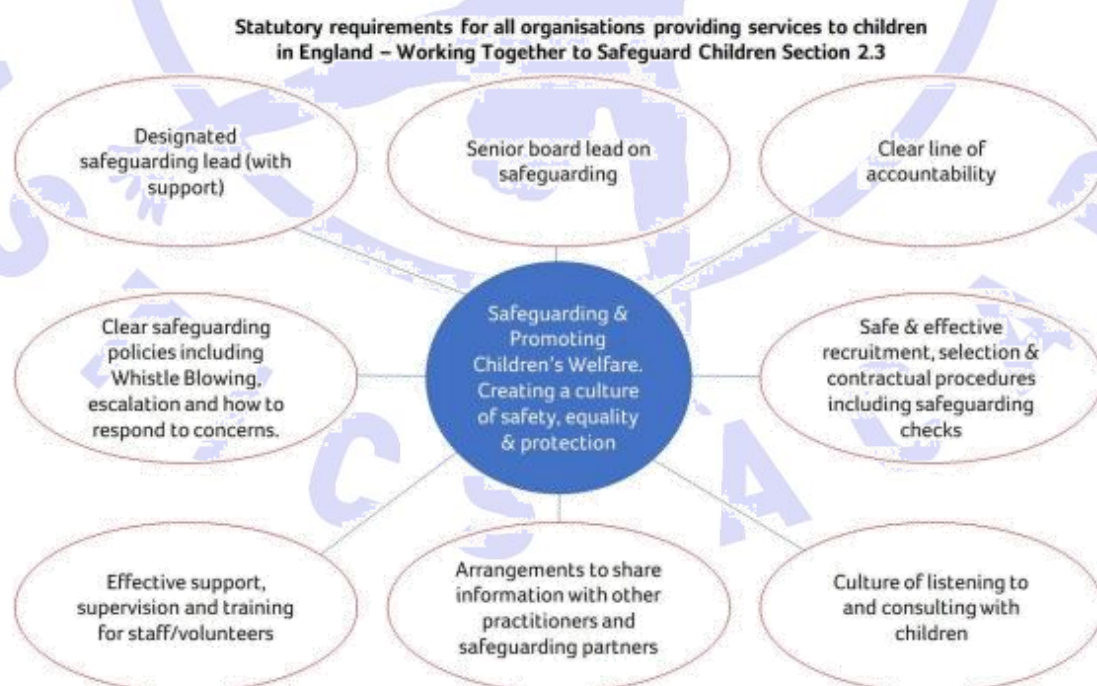 Statutory requirements for all organisations providing services to children
in England – Working Together to Safeguard Children Section 2.3
Designated
safeguarding lead (with
support)
Senior board lead on
safeguarding
Clear line of
accountability
Clear safeguarding
policies including
Whistle Blowing,
escalation and how to
respond to concerns.
Safeguarding &
Promoting
Children's Welfare.
Creating a culture
of safety, equality
& protection
Safe & effective
recruitment, selection &
contractual procedures
including safeguarding
checks
Effective support,
supervision and training
for staff/volunteers
Arrangements to share
information with other
practitioners and
safeguarding partners
Culture of listening to
and consulting with
children